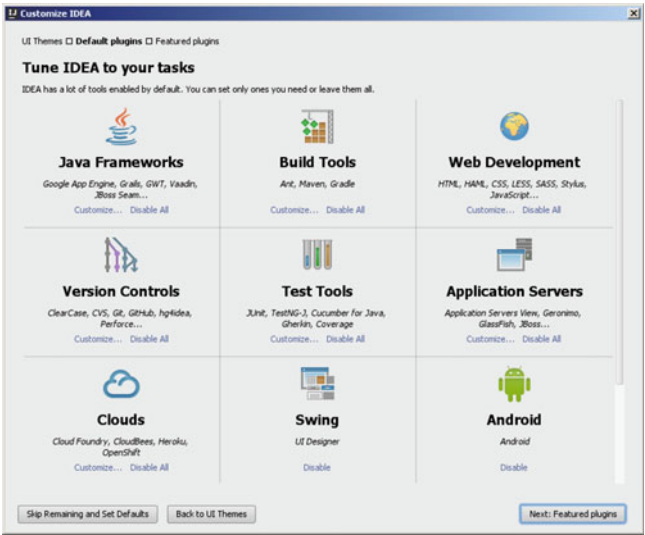 Customize IDEA
UI Themes □ Default plugins □ Featured plugins
Tune IDEA to your tasks
IDEA has a lot of tools enabled by default. You can set only ones you need or leave them all.
Java Frameworks
Google App Engine, Grails, GWT, Vaadin,
JBoss Seam...
Customize... Disable All
Build Tools
Ant, Maven, Gradle
Customize... Disable All
Web Development
HTML, HAML, CSS, LESS, SASS, Stylus,
JavaScript...
Customize... Disable All
Version Controls
ClearCase, CVS, Git, GitHub, hg4idea,
Perforce...
Customize... Disable All
Test Tools
JUnit, TestNG-J, Cucumber for Java,
Gherkin, Coverage
Customize... Disable All
Application Servers
Application Servers View, Geronimo,
GlassFish, JBoss...
Customize... Disable All
Clouds
Cloud Foundry, CloudBees, Heroku,
OpenShift
Customize... Disable All
Swing
UI Designer
Disable
Android
Android
Disable
Skip Remaining and Set Defaults
Back to UI Themes
Next: Featured plugins